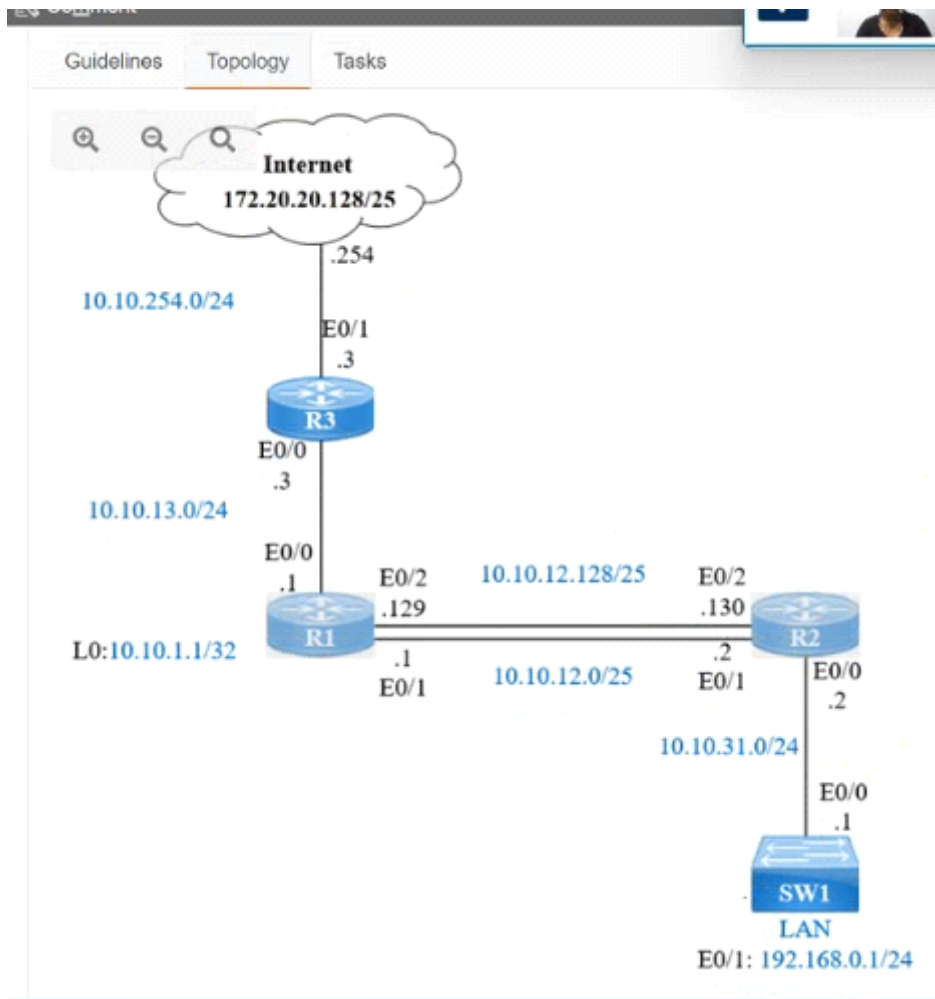 Comment
Guidelines Topology Tasks
Internet
172.20.20.128/25
.254
10.10.254.0/24
E0/1
.3
R3
E0/0
.3
10.10.13.0/24
E0/0
.1
E0/2
10.10.12.128/25
E0/2
.129
.130
R1
R2
L0:10.10.1.1/32
.1
.2
E0/1
10.10.12.0/25
E0/1
E0/0
.2
10.10.31.0/24
E0/0
.1
SW1
LAN
E0/1: 192.168.0.1/24